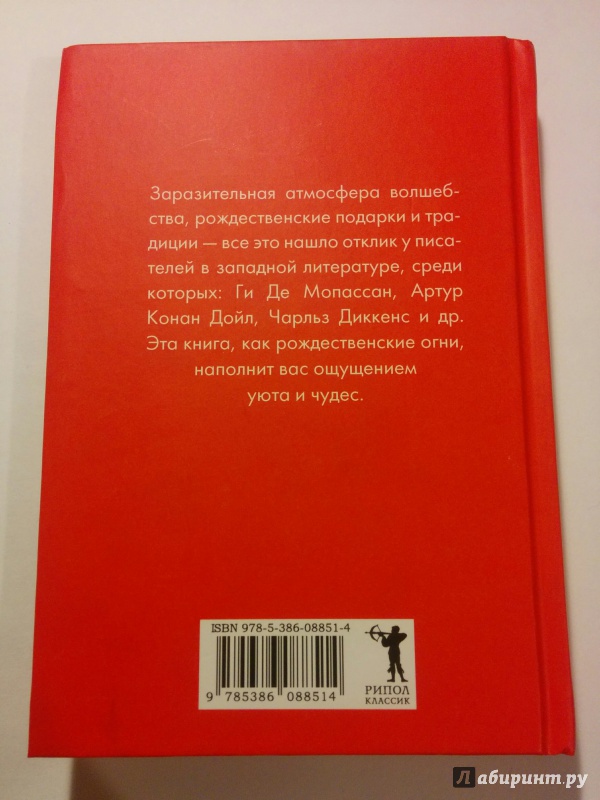 Заразительная атмосфера волшеб-
ства, рождественские подарки и тра-
диции — все это нашло отклик у писа-
телей в западной литературе, среди
которых: Ги Де Мопассан, Артур
Конан Дойл, Чарльз Диккенс и др.
Эта книга, как рождественские огни,
наполнит вас ощущением
уюта и чудес.
ISBN 978-5-386-08851-4
9 785386 088514
РИПОЛ
КЛАССИК
Лабиринт.ру